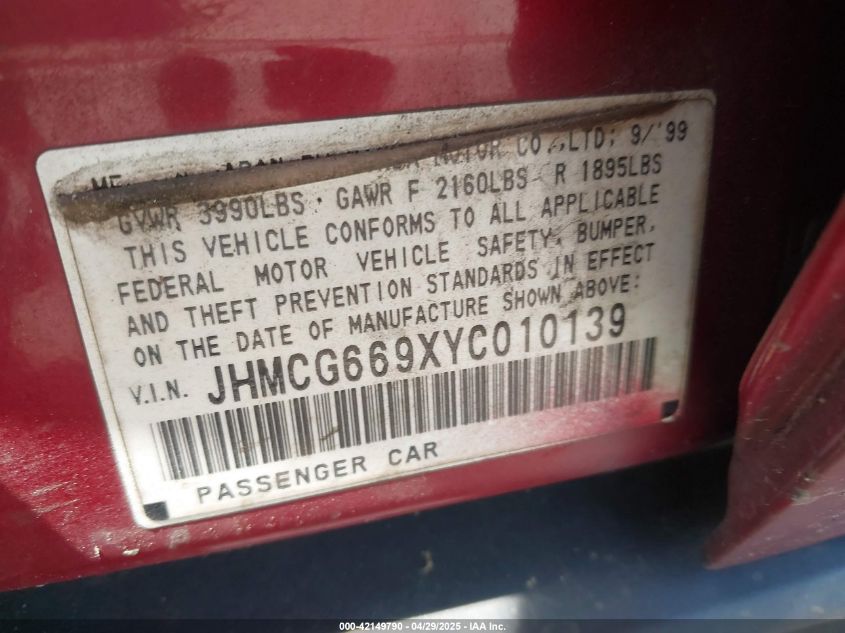 MOTOR CO.,LTD; 9/'99
GVWR 3990LBS · GAWR F 2160LBS R 1895LBS
THIS VEHICLE CONFORMS TO ALL APPLICABLE
FEDERAL MOTOR VEHICLE SAFETY, BUMPER,
AND THEFT PREVENTION STANDARDS IN EFFECT
ON THE DATE OF MANUFACTURE SHOWN ABOVE:
V.I.N. JHMCG669XYC010139
PASSENGER CAR
000-42149790 - 04/29/2025 - IAA Inc.